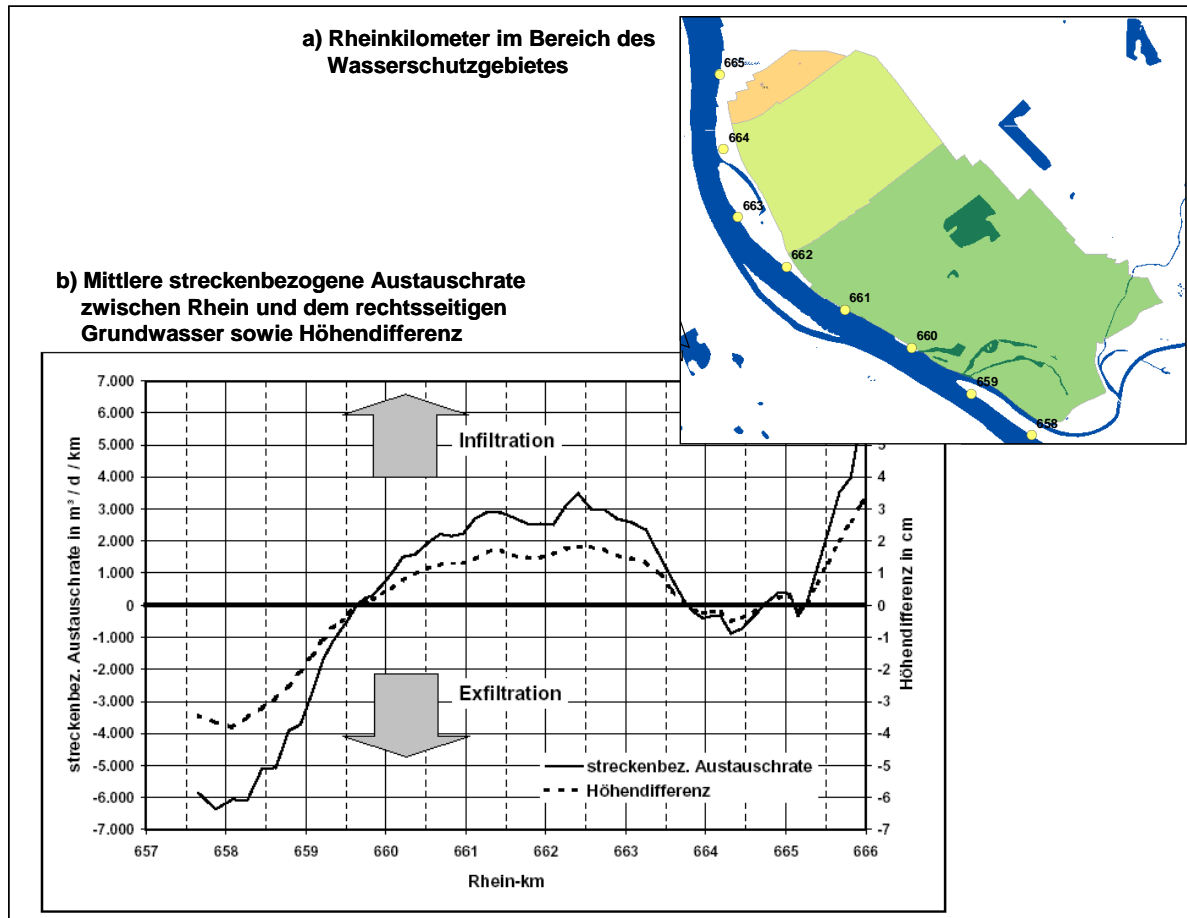 a) Rheinkilometer im Bereich des
Wasserschutzgebietes
665
664
663
662
661
660
659
658
b) Mittlere streckenbezogene Austauschrate
zwischen Rhein und dem rechtsseitigen
Grundwasser sowie Höhendifferenz
streckenbez. Austauschrate in m³ / d / km
7.000
6.000
5.000
4.000
3.000
2.000
1.000
0
-1.000
-2.000
-3.000
-4.000
-5.000
-6.000
-7.000
Infiltration
Exfiltration
streckenbez. Austauschrate
Höhendifferenz
5
4
3
2
1
0
-1
-2
-3
-4
-5
-6
-7
Höhendifferenz in cm
657 658 659 660 661 662 663 664 665 666
Rhein-km